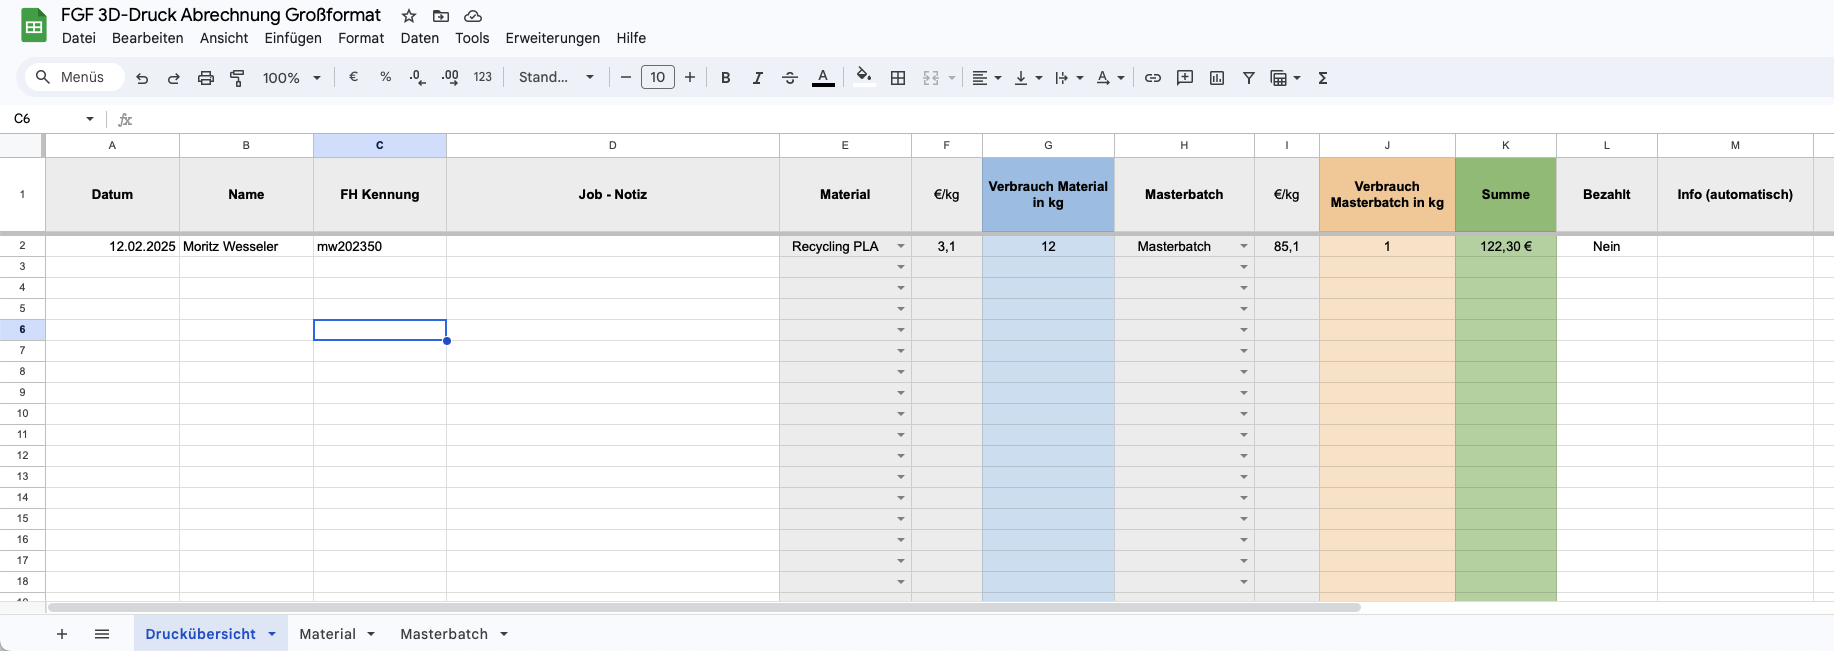 FGF 3D-Druck Abrechnung Großformat
Datei Bearbeiten Ansicht Einfügen Format Daten Tools Erweiterungen Hilfe
Menüs 100% € % .0 .00 123 Stand... 10 B I A Σ
C6 fx
A B C D E F G H I J K L M
1 Datum Name FH Kennung Job - Notiz Material €/kg Verbrauch Material in kg Masterbatch €/kg Verbrauch Masterbatch in kg Summe Bezahlt Info (automatisch)
2 12.02.2025 Moritz Wesseler mw202350 Recycling PLA 3,1 12 Masterbatch 85,1 1 122,30 € Nein
3
4
5
6
7
8
9
10
11
12
13
14
15
16
17
18
19
Druckübersicht Material Masterbatch